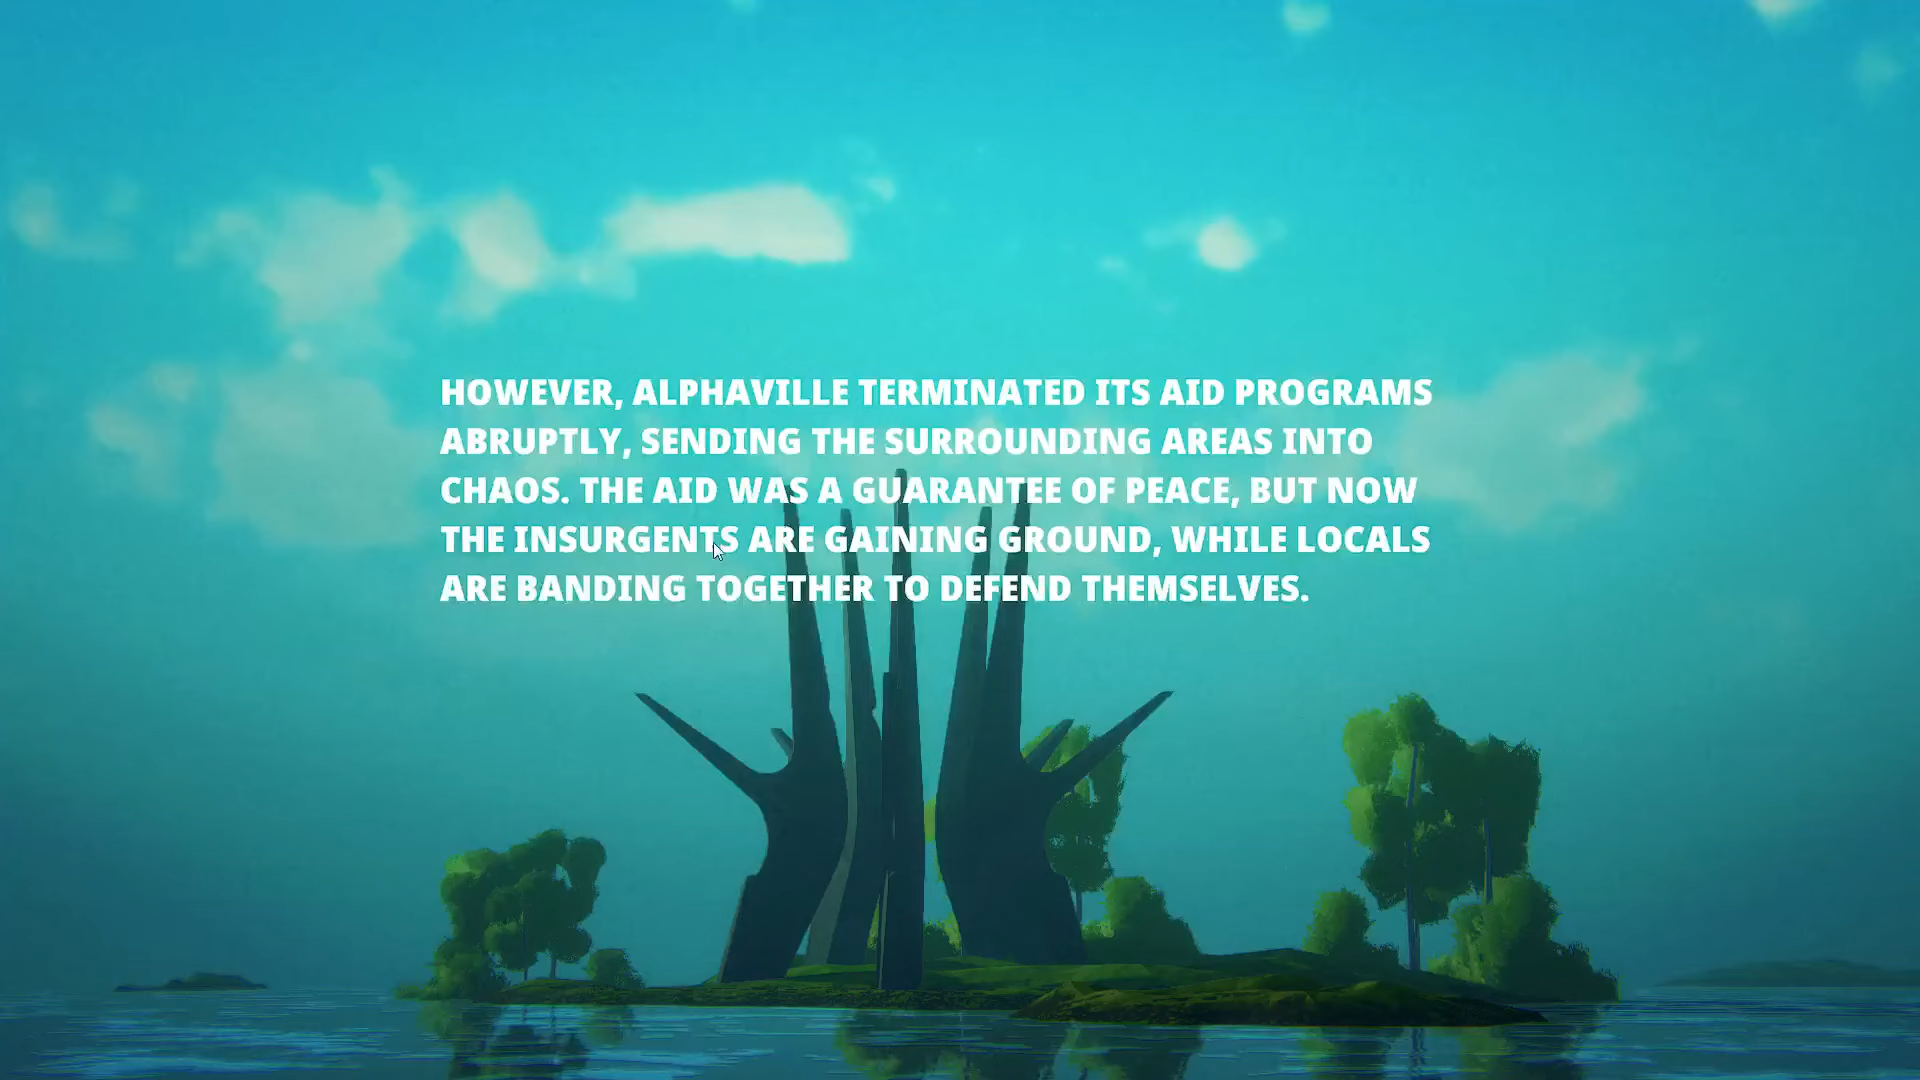 HOWEVER, ALPHAVILLE TERMINATED ITS AID PROGRAMS
ABRUPTLY, SENDING THE SURROUNDING AREAS INTO
CHAOS. THE AID WAS A GUARANTEE OF PEACE, BUT NOW
THE INSURGENTS ARE GAINING GROUND, WHILE LOCALS
ARE BANDING TOGETHER TO DEFEND THEMSELVES.